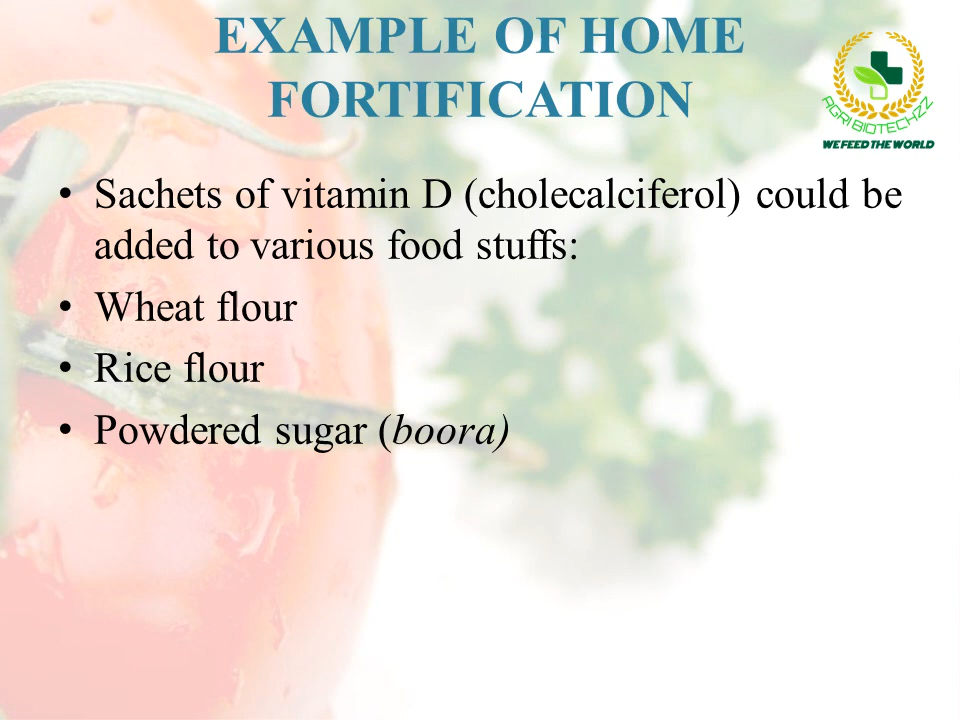 EXAMPLE OF HOME
FORTIFICATION
AGRI BIOTECHZZ
WE FEED THE WORLD
• Sachets of vitamin D (cholecalciferol) could be
added to various food stuffs:
• Wheat flour
• Rice flour
• Powdered sugar (boora)